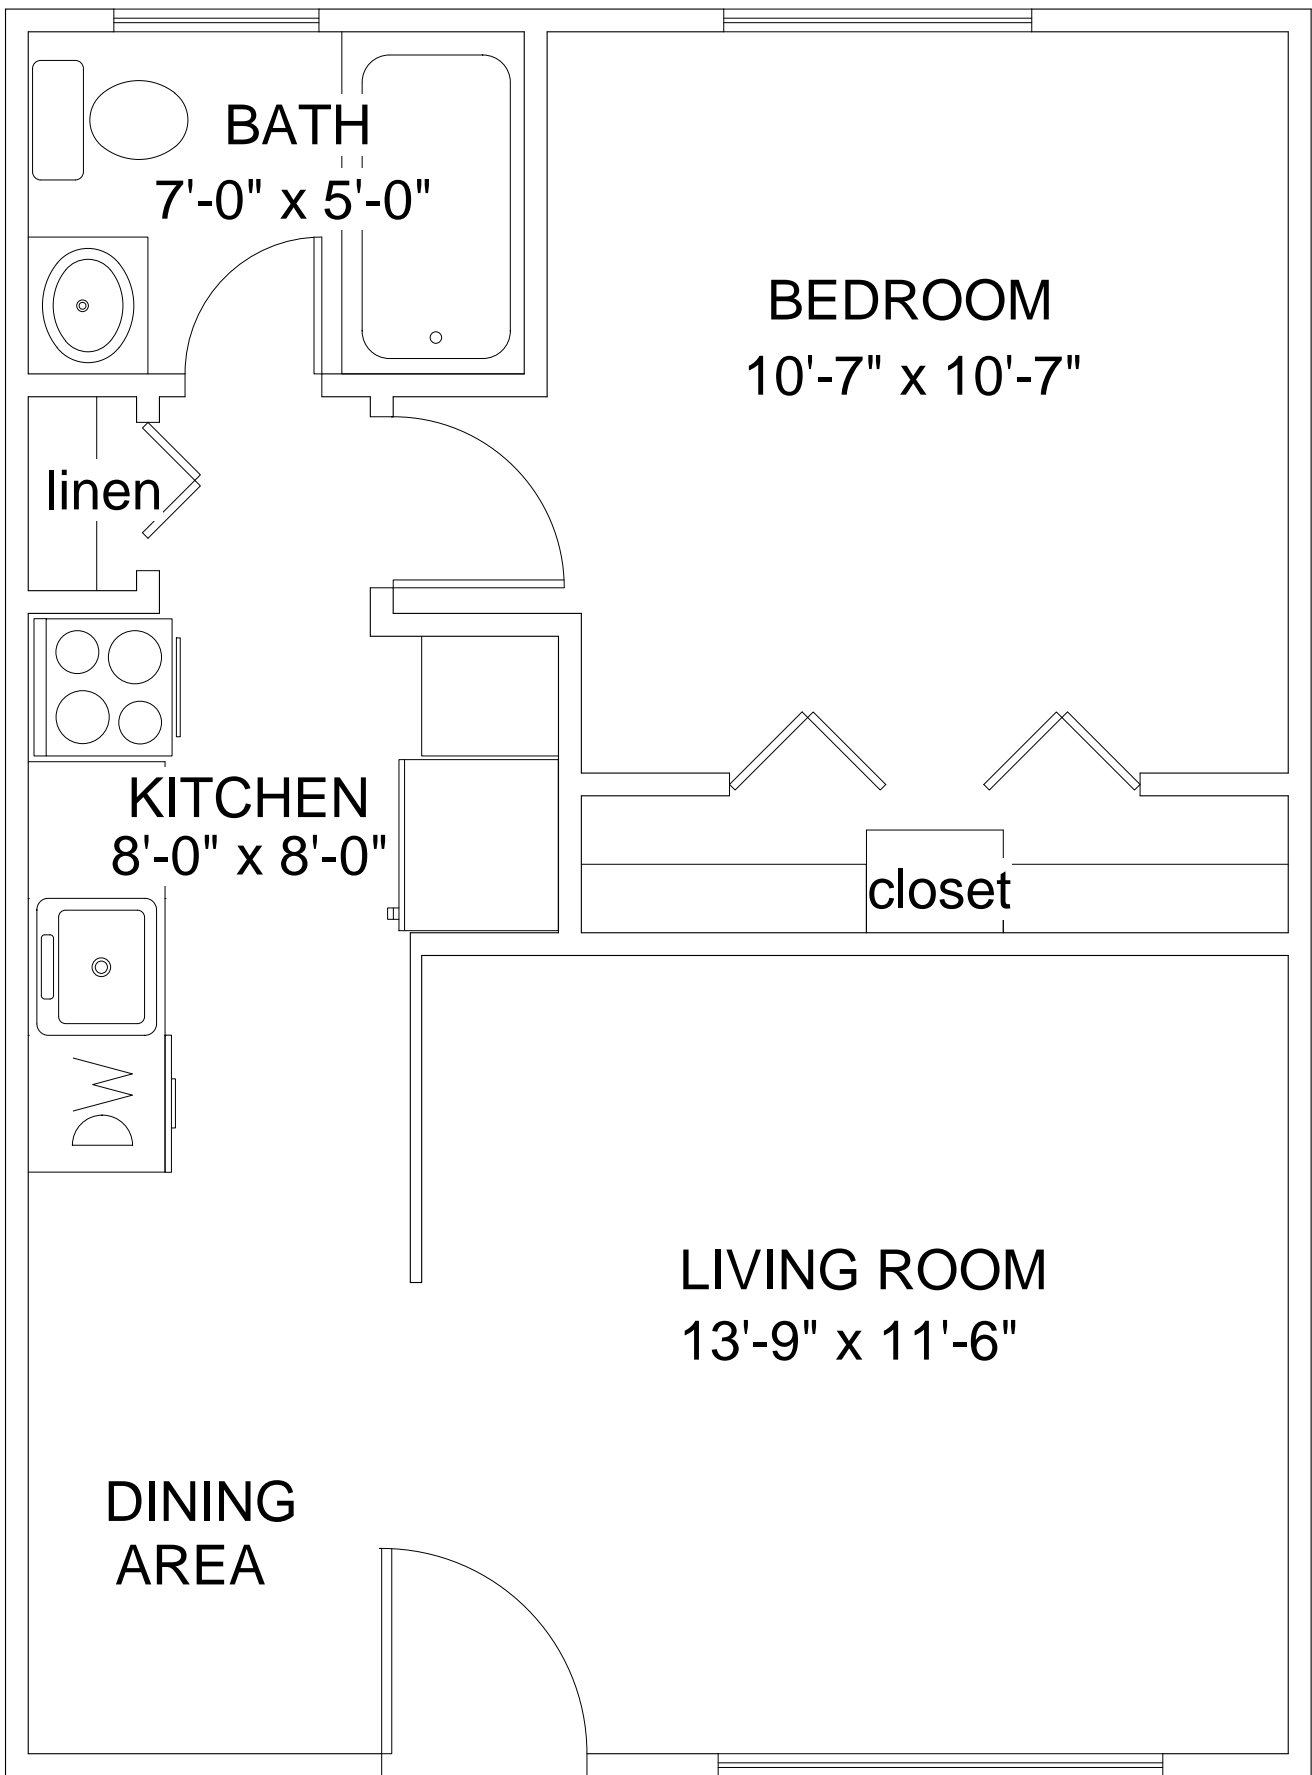 BATH
7'-0" x 5'-0"
BEDROOM
10'-7" x 10'-7"
linen
KITCHEN
8'-0" x 8'-0"
closet
DW
LIVING ROOM
13'-9" x 11'-6"
DINING
AREA